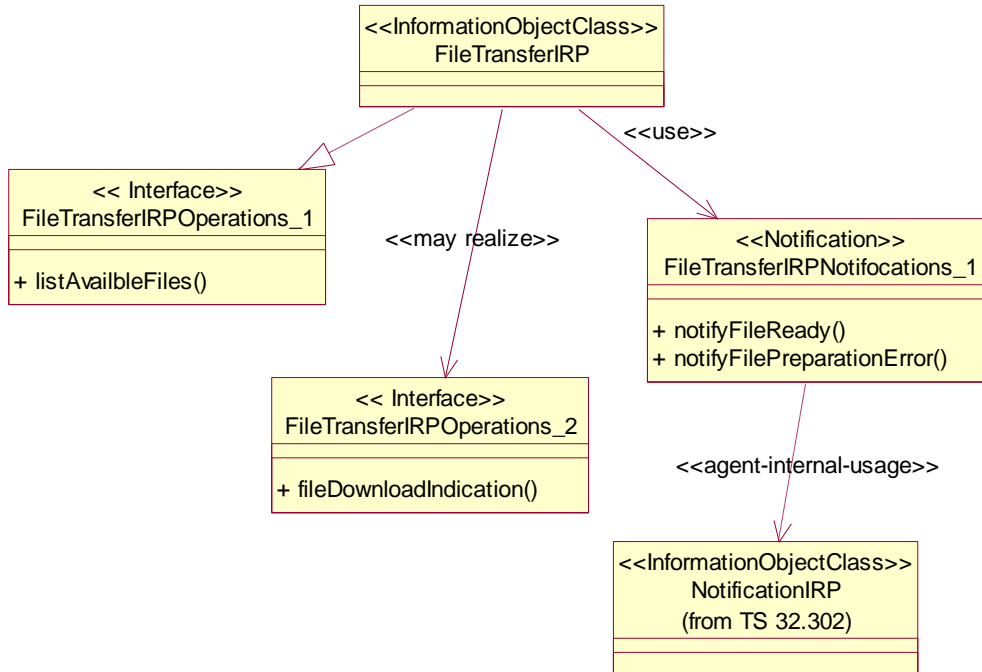 <<InformationObjectClass>>
FileTransferIRP
<<use>>
<< Interface>>
FileTransferIRPOperations_1
+ listAvailbleFiles()
<<may realize>>
<<Notification>>
FileTransferIRPNotifocations_1
+ notifyFileReady()
+ notifyFilePreparationError()
<< Interface>>
FileTransferIRPOperations_2
+ fileDownloadIndication()
<<agent-internal-usage>>
<<InformationObjectClass>>
NotificationIRP
(from TS 32.302)